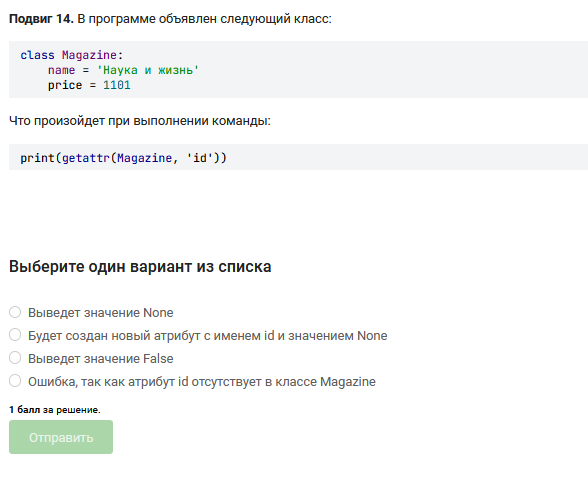 Подвиг 14. В программе объявлен следующий класс:
class Magazine:
    name = 'Наука и жизнь'
    price = 1101
Что произойдет при выполнении команды:
print(getattr(Magazine, 'id'))
Выберите один вариант из списка
Выведет значение None
Будет создан новый атрибут с именем id и значением None
Выведет значение False
Ошибка, так как атрибут id отсутствует в классе Magazine
1 балл за решение.
Отправить